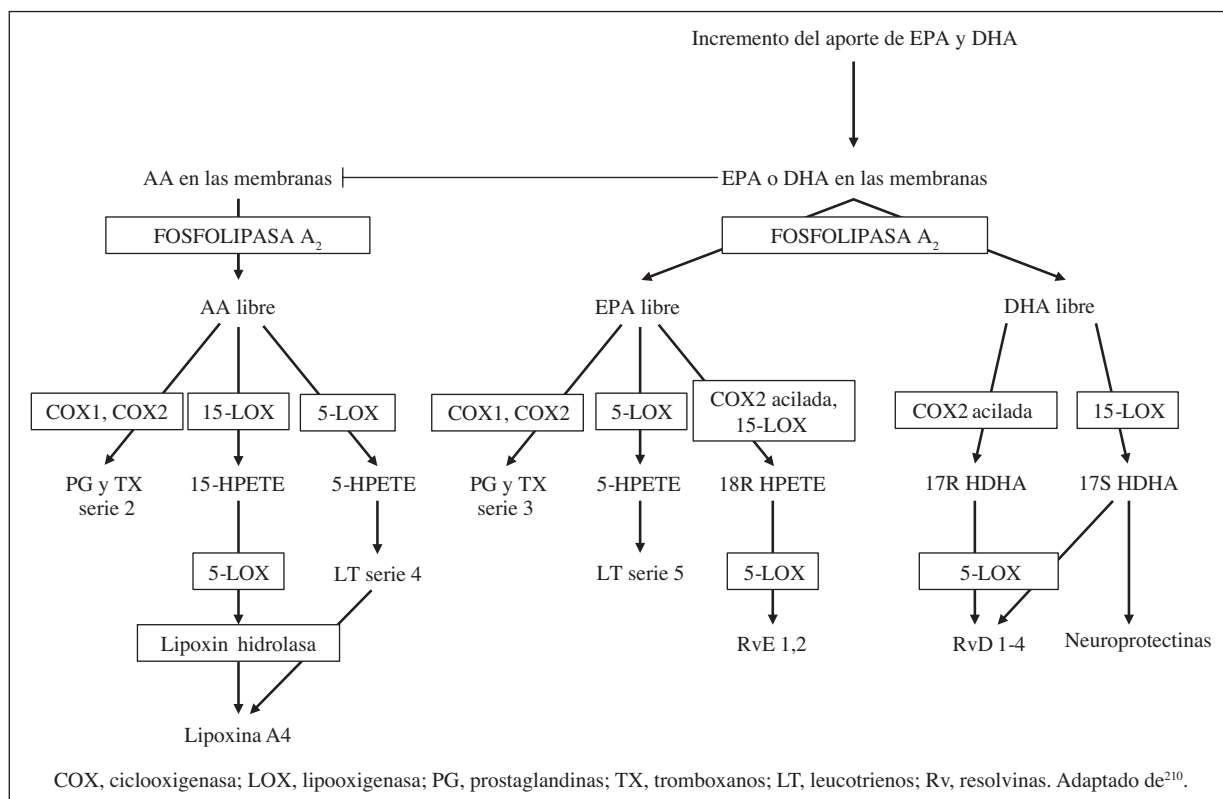 Incremento del aporte de EPA y DHA
AA en las membranas
EPA o DHA en las membranas
FOSFOLIPASA A₂
FOSFOLIPASA A₂
AA libre
EPA libre
DHA libre
COX1, COX2
15-LOX
5-LOX
COX1, COX2
5-LOX
COX2 acilada,
15-LOX
COX2 acilada
15-LOX
PG y TX
serie 2
15-HPETE
5-HPETE
PG y TX
serie 3
5-HPETE
18R HPETE
17R HDHA
17S HDHA
5-LOX
LT serie 4
LT serie 5
5-LOX
5-LOX
Lipoxin hidrolasa
RvE 1,2
RvD 1-4
Neuroprotectinas
Lipoxina A4
COX, ciclooxigenasa; LOX, lipooxigenasa; PG, prostaglandinas; TX, tromboxanos; LT, leucotrienos; Rv, resolvinas. Adaptado de²¹⁰.